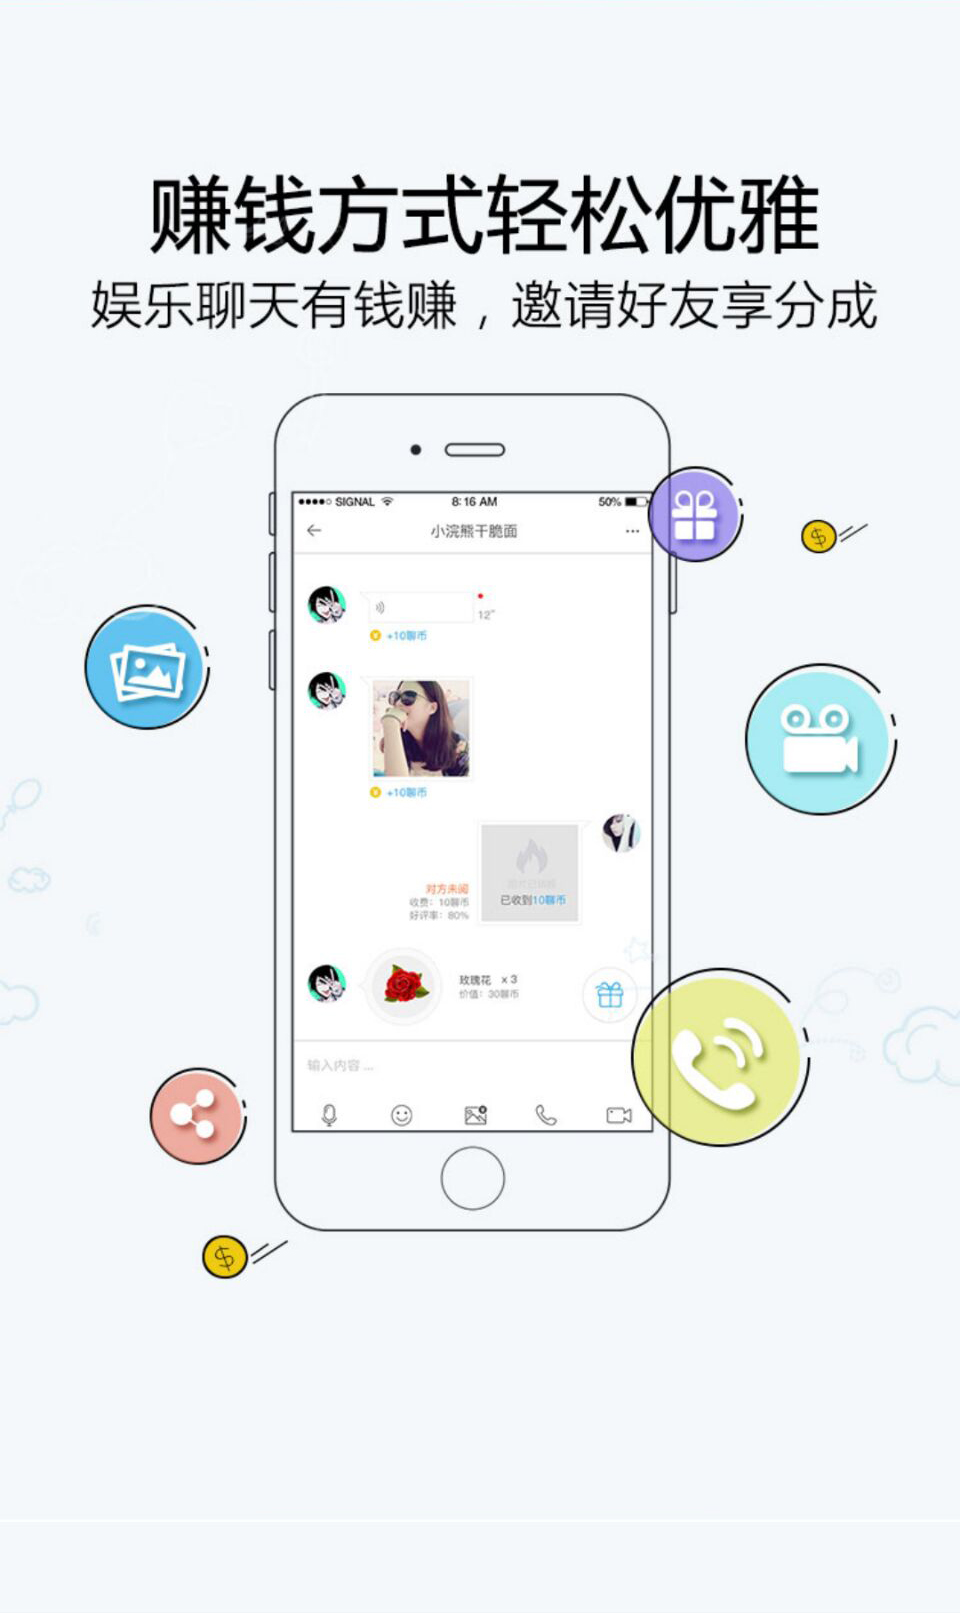 赚钱方式轻松优雅
娱乐聊天有钱赚，邀请好友享分成
SIGNAL 8:16 AM 50%
小浣熊干脆面
12"
+10聊币
+10聊币
对方未阅
收费：10聊币
好评率：80%
已收到10聊币
玫瑰花 x 3
价值：30聊币
输入内容 ...